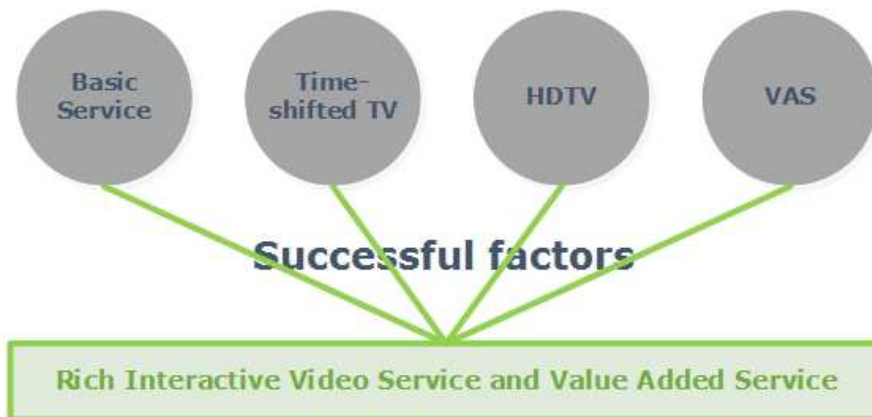 Basic
Service
Time-
shifted TV
HDTV
VAS
Successful factors
Rich Interactive Video Service and Value Added Service